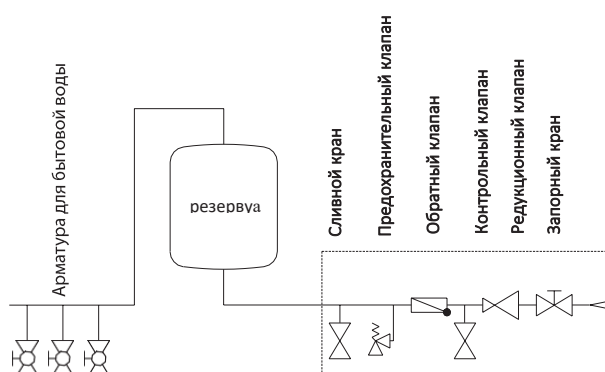 Арматура для бытовой воды
резервуа
Сливной кран
Предохранительный клапан
Обратный клапан
Контрольный клапан
Редукционный клапан
Запорный кран